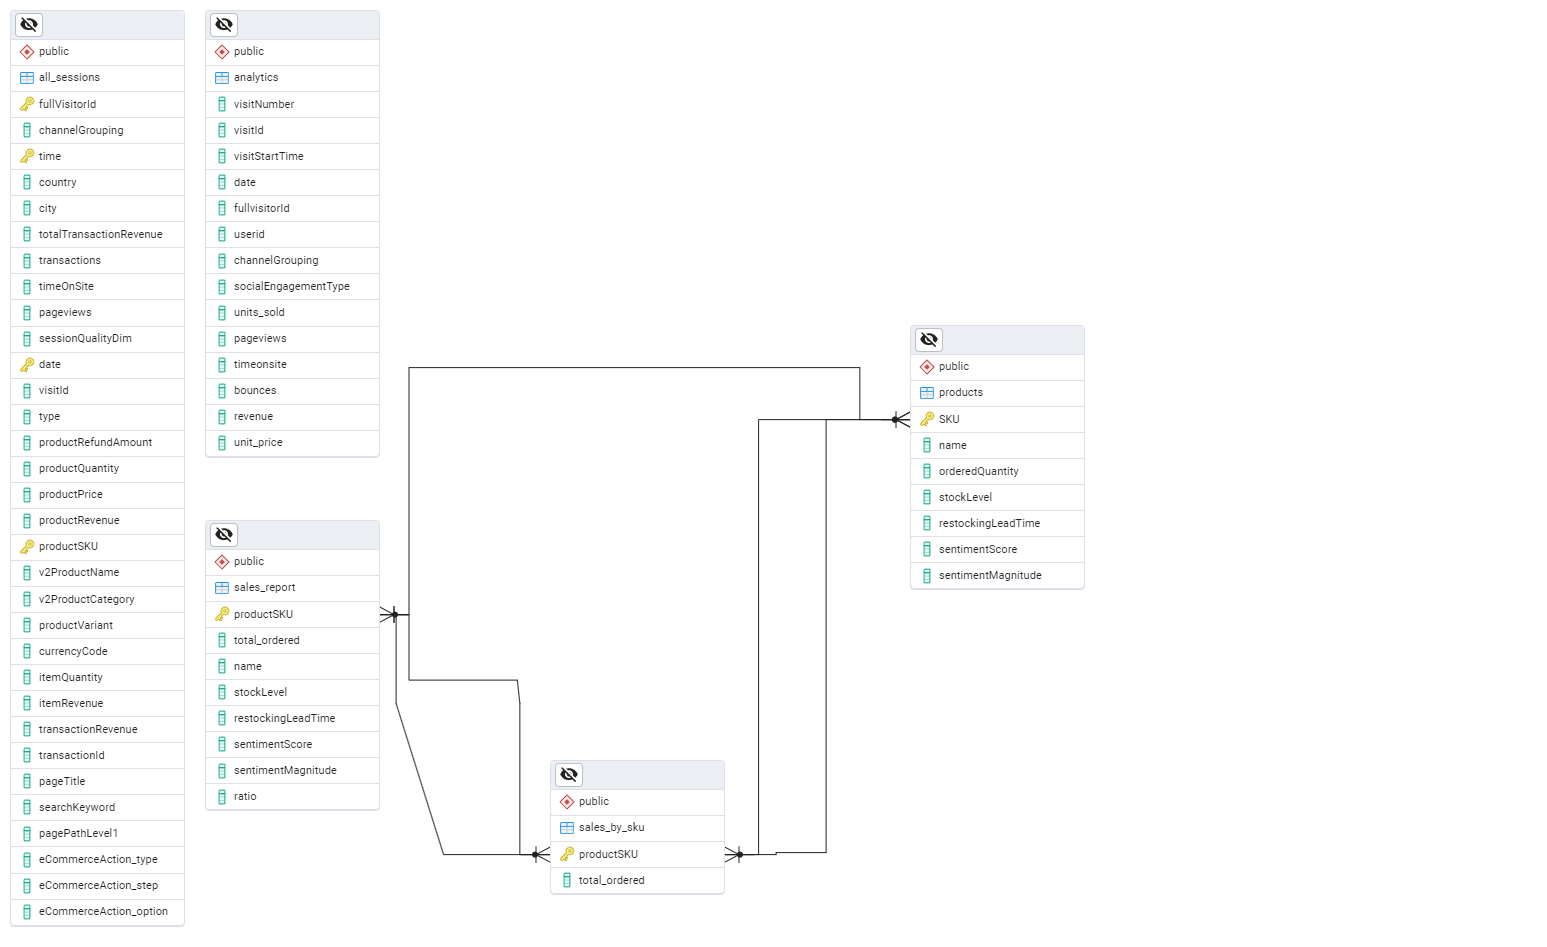 public
all_sessions
fullVisitorId
channelGrouping
time
country
city
totalTransactionRevenue
transactions
timeOnSite
pageviews
sessionQualityDim
date
visitId
type
productRefundAmount
productQuantity
productPrice
productRevenue
productSKU
v2ProductName
v2ProductCategory
productVariant
currencyCode
itemQuantity
itemRevenue
transactionRevenue
transactionId
pageTitle
searchKeyword
pagePathLevel1
eCommerceAction_type
eCommerceAction_step
eCommerceAction_option
public
analytics
visitNumber
visitId
visitStartTime
date
fullvisitorId
userid
channelGrouping
socialEngagementType
units_sold
pageviews
timeonsite
bounces
revenue
unit_price
public
sales_report
productSKU
total_ordered
name
stockLevel
restockingLeadTime
sentimentScore
sentimentMagnitude
ratio
public
sales_by_sku
productSKU
total_ordered
public
products
SKU
name
orderedQuantity
stockLevel
restockingLeadTime
sentimentScore
sentimentMagnitude